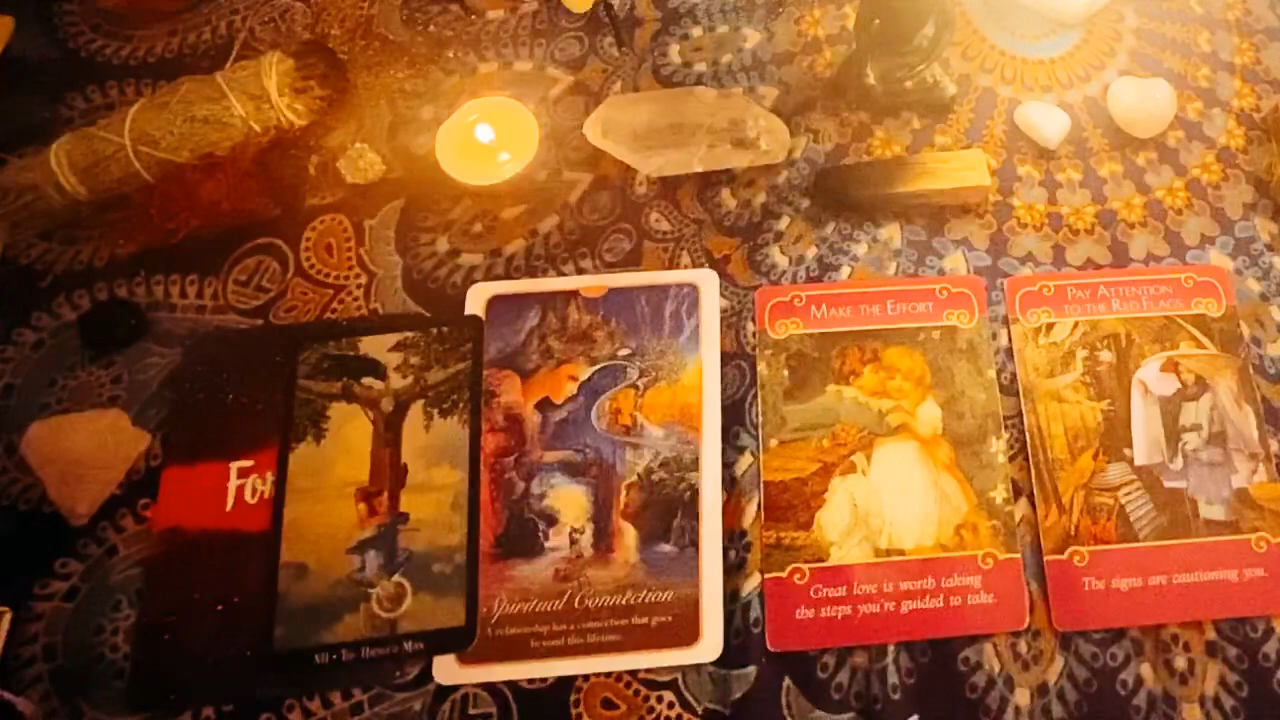 For
XII • The Hanged Man
Spiritual Connection
A relationship has a connection that goes
beyond this lifetime.
Make the Effort
Great love is worth taking
the steps you're guided to take.
Pay Attention
to the Red Flags
The signs are cautioning you.